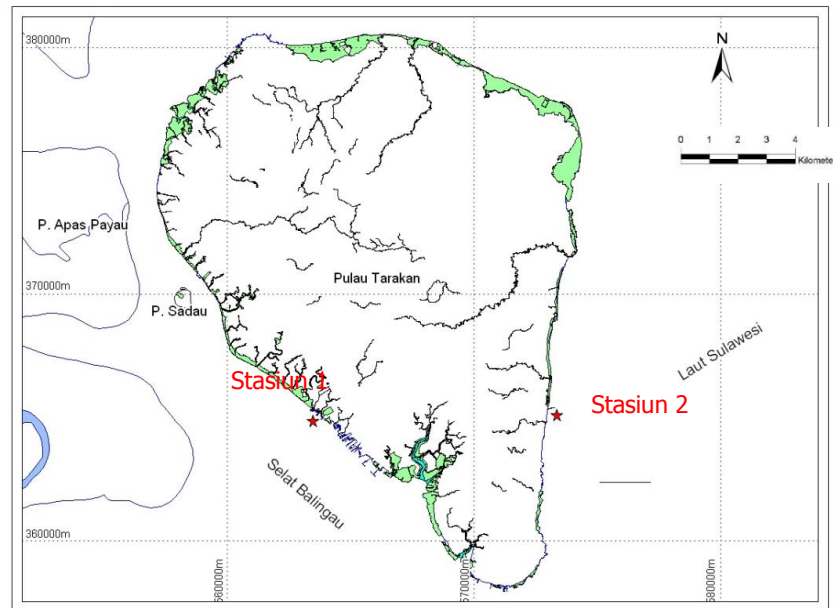 380000m
N
0 1 2 3 4
Kilomete
P. Apas Payau
Pulau Tarakan
370000m
P. Sadau
Laut Sulawesi
Stasiun 1
Stasiun 2
Selat Balingau
360000m
560000m
570000m
580000m